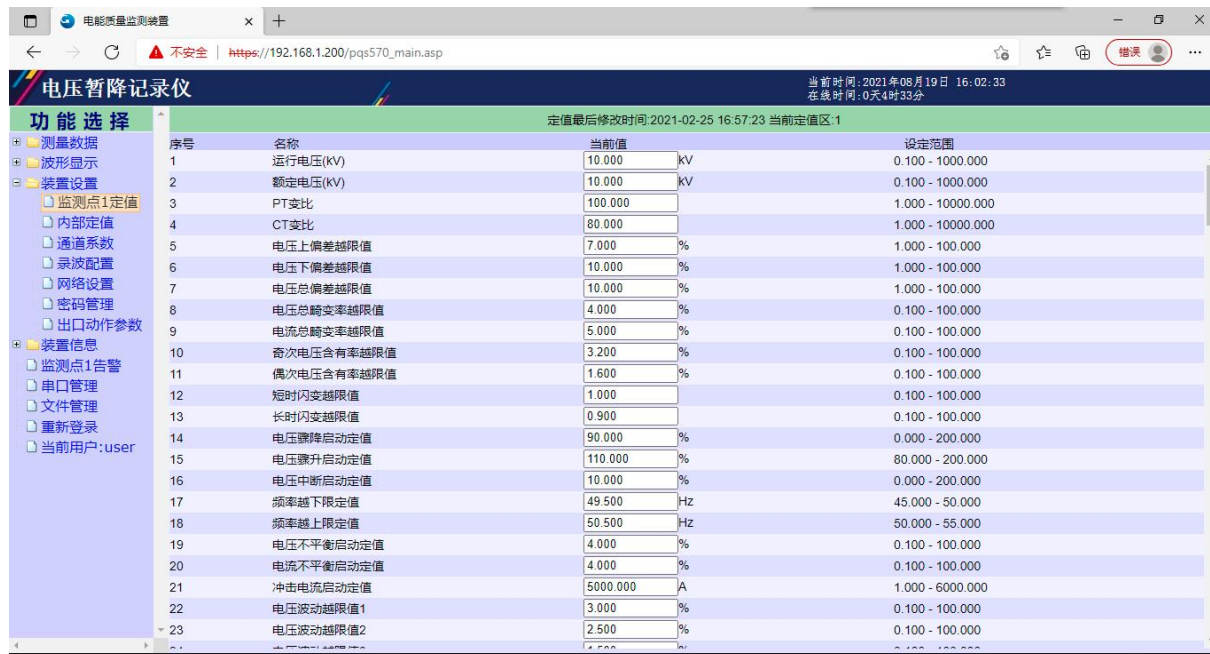 电能质量监测装置
不安全 | https://192.168.1.200/pqs570_main.asp
错误
电压暂降记录仪
当前时间:2021年08月19日 16:02:33
在线时间:0天4时33分
功能选择
测量数据
波形显示
装置设置
监测点1定值
内部定值
通道系数
录波配置
网络设置
密码管理
出口动作参数
装置信息
监测点1告警
串口管理
文件管理
重新登录
当前用户:user
定值最后修改时间:2021-02-25 16:57:23 当前定值区:1
序号 名称 当前值 设定范围
1 运行电压(kV) 10.000 kV 0.100 - 1000.000
2 额定电压(kV) 10.000 kV 0.100 - 1000.000
3 PT变比 100.000 1.000 - 10000.000
4 CT变比 80.000 1.000 - 10000.000
5 电压上偏差越限值 7.000 % 1.000 - 100.000
6 电压下偏差越限值 10.000 % 1.000 - 100.000
7 电压总偏差越限值 10.000 % 1.000 - 100.000
8 电压总畸变率越限值 4.000 % 0.100 - 100.000
9 电流总畸变率越限值 5.000 % 0.100 - 100.000
10 奇次电压含有率越限值 3.200 % 0.100 - 100.000
11 偶次电压含有率越限值 1.600 % 0.100 - 100.000
12 短时闪变越限值 1.000 0.100 - 100.000
13 长时闪变越限值 0.900 0.100 - 100.000
14 电压骤降启动定值 90.000 % 0.000 - 200.000
15 电压骤升启动定值 110.000 % 80.000 - 200.000
16 电压中断启动定值 10.000 % 0.000 - 200.000
17 频率越下限定值 49.500 Hz 45.000 - 50.000
18 频率越上限定值 50.500 Hz 50.000 - 55.000
19 电压不平衡启动定值 4.000 % 0.100 - 100.000
20 电流不平衡启动定值 4.000 % 0.100 - 100.000
21 冲击电流启动定值 5000.000 A 1.000 - 6000.000
22 电压波动越限值1 3.000 % 0.100 - 100.000
23 电压波动越限值2 2.500 % 0.100 - 100.000